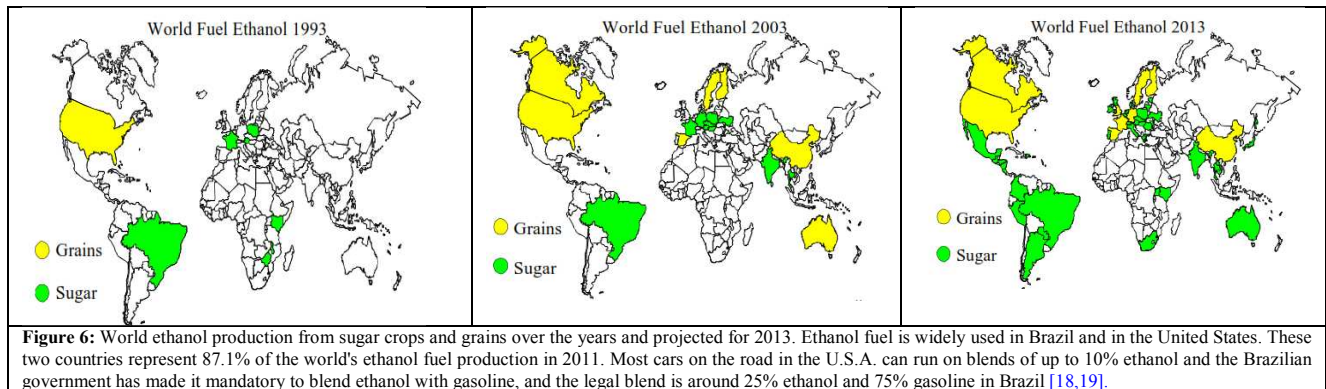 World Fuel Ethanol 1993
Grains
Sugar
World Fuel Ethanol 2003
Grains
Sugar
World Fuel Ethanol 2013
Grains
Sugar
Figure 6: World ethanol production from sugar crops and grains over the years and projected for 2013. Ethanol fuel is widely used in Brazil and in the United States. These
two countries represent 87.1% of the world's ethanol fuel production in 2011. Most cars on the road in the U.S.A. can run on blends of up to 10% ethanol and the Brazilian
government has made it mandatory to blend ethanol with gasoline, and the legal blend is around 25% ethanol and 75% gasoline in Brazil [18,19].